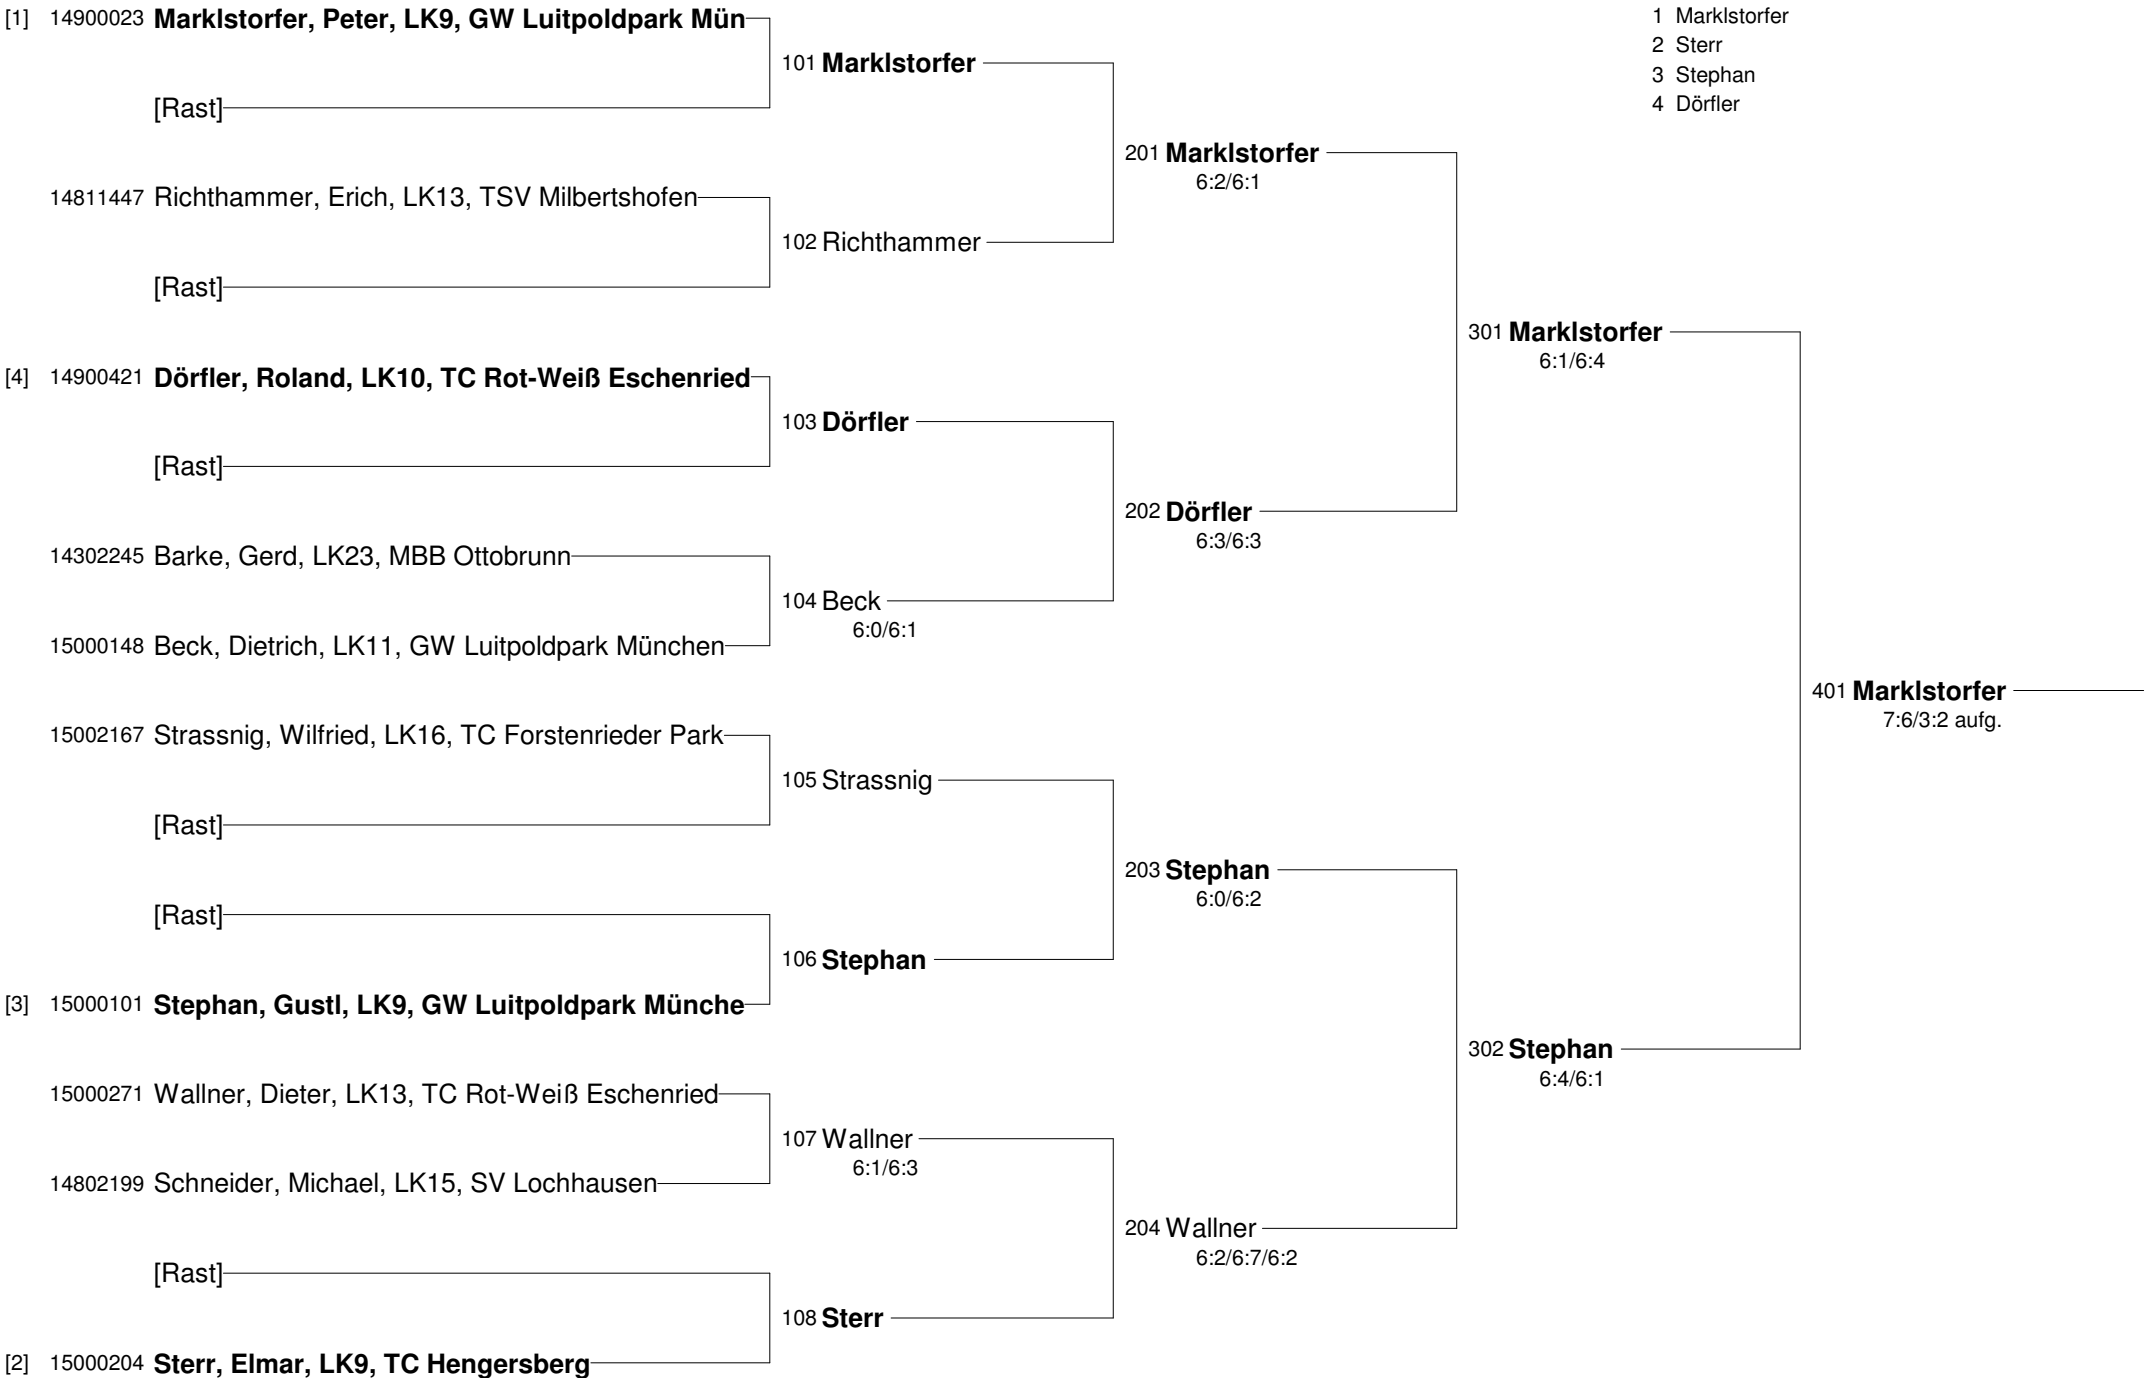 [1] 14900023 Marklstorfer, Peter, LK9, GW Luitpoldpark Mün
[Rast]
14811447 Richthammer, Erich, LK13, TSV Milbertshofen
[Rast]
[4] 14900421 Dörfler, Roland, LK10, TC Rot-Weiß Eschenried
[Rast]
14302245 Barke, Gerd, LK23, MBB Ottobrunn
15000148 Beck, Dietrich, LK11, GW Luitpoldpark München
15002167 Strassnig, Wilfried, LK16, TC Forstenrieder Park
[Rast]
[Rast]
[3] 15000101 Stephan, Gustl, LK9, GW Luitpoldpark Münche
15000271 Wallner, Dieter, LK13, TC Rot-Weiß Eschenried
14802199 Schneider, Michael, LK15, SV Lochhausen
[Rast]
[2] 15000204 Sterr, Elmar, LK9, TC Hengersberg
101 Marklstorfer
102 Richthammer
103 Dörfler
104 Beck
6:0/6:1
105 Strassnig
106 Stephan
107 Wallner
6:1/6:3
108 Sterr
201 Marklstorfer
6:2/6:1
202 Dörfler
6:3/6:3
203 Stephan
6:0/6:2
204 Wallner
6:2/6:7/6:2
301 Marklstorfer
6:1/6:4
302 Stephan
6:4/6:1
401 Marklstorfer
7:6/3:2 aufg.
1 Marklstorfer
2 Sterr
3 Stephan
4 Dörfler